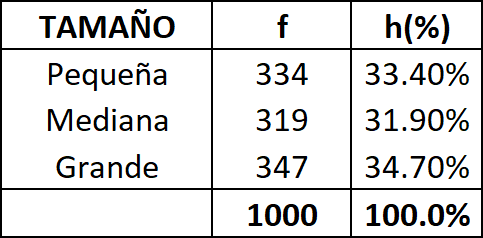 TAMAÑO f h(%)
Pequeña 334 33.40%
Mediana 319 31.90%
Grande 347 34.70%
1000 100.0%